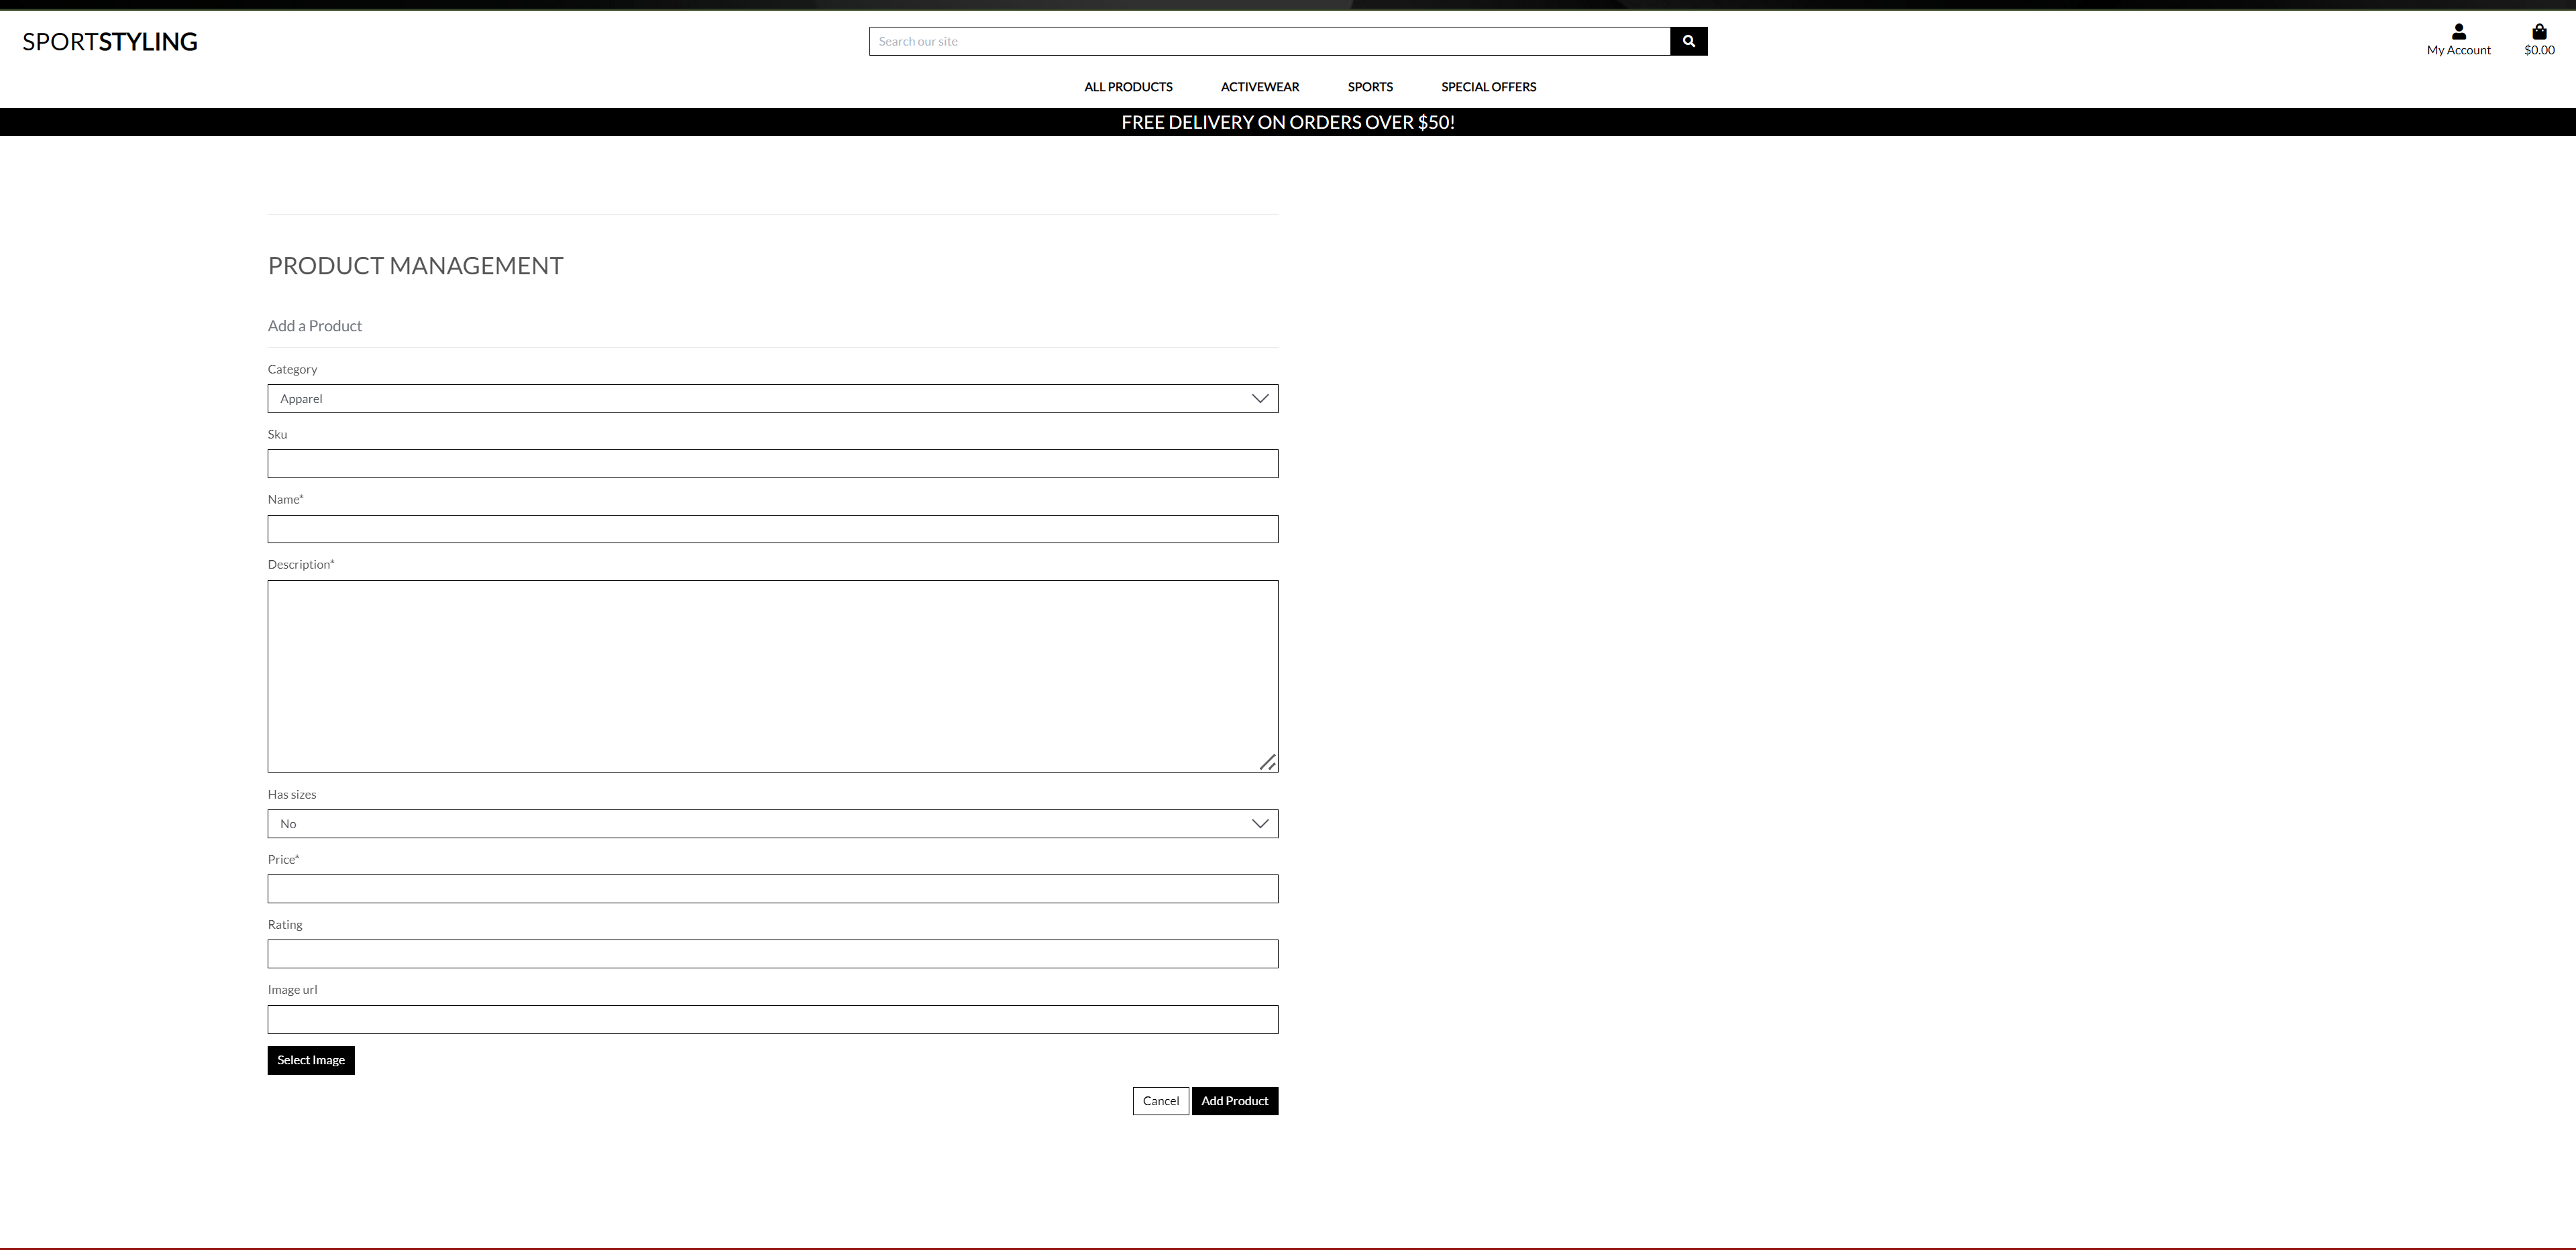 SPORTSTYLING
Search our site
My Account
$0.00
ALL PRODUCTS ACTIVEWEAR SPORTS SPECIAL OFFERS
FREE DELIVERY ON ORDERS OVER $50!
PRODUCT MANAGEMENT
Add a Product
Category
Apparel
Sku
Name*
Description*
Has sizes
No
Price*
Rating
Image url
Select Image
Cancel Add Product